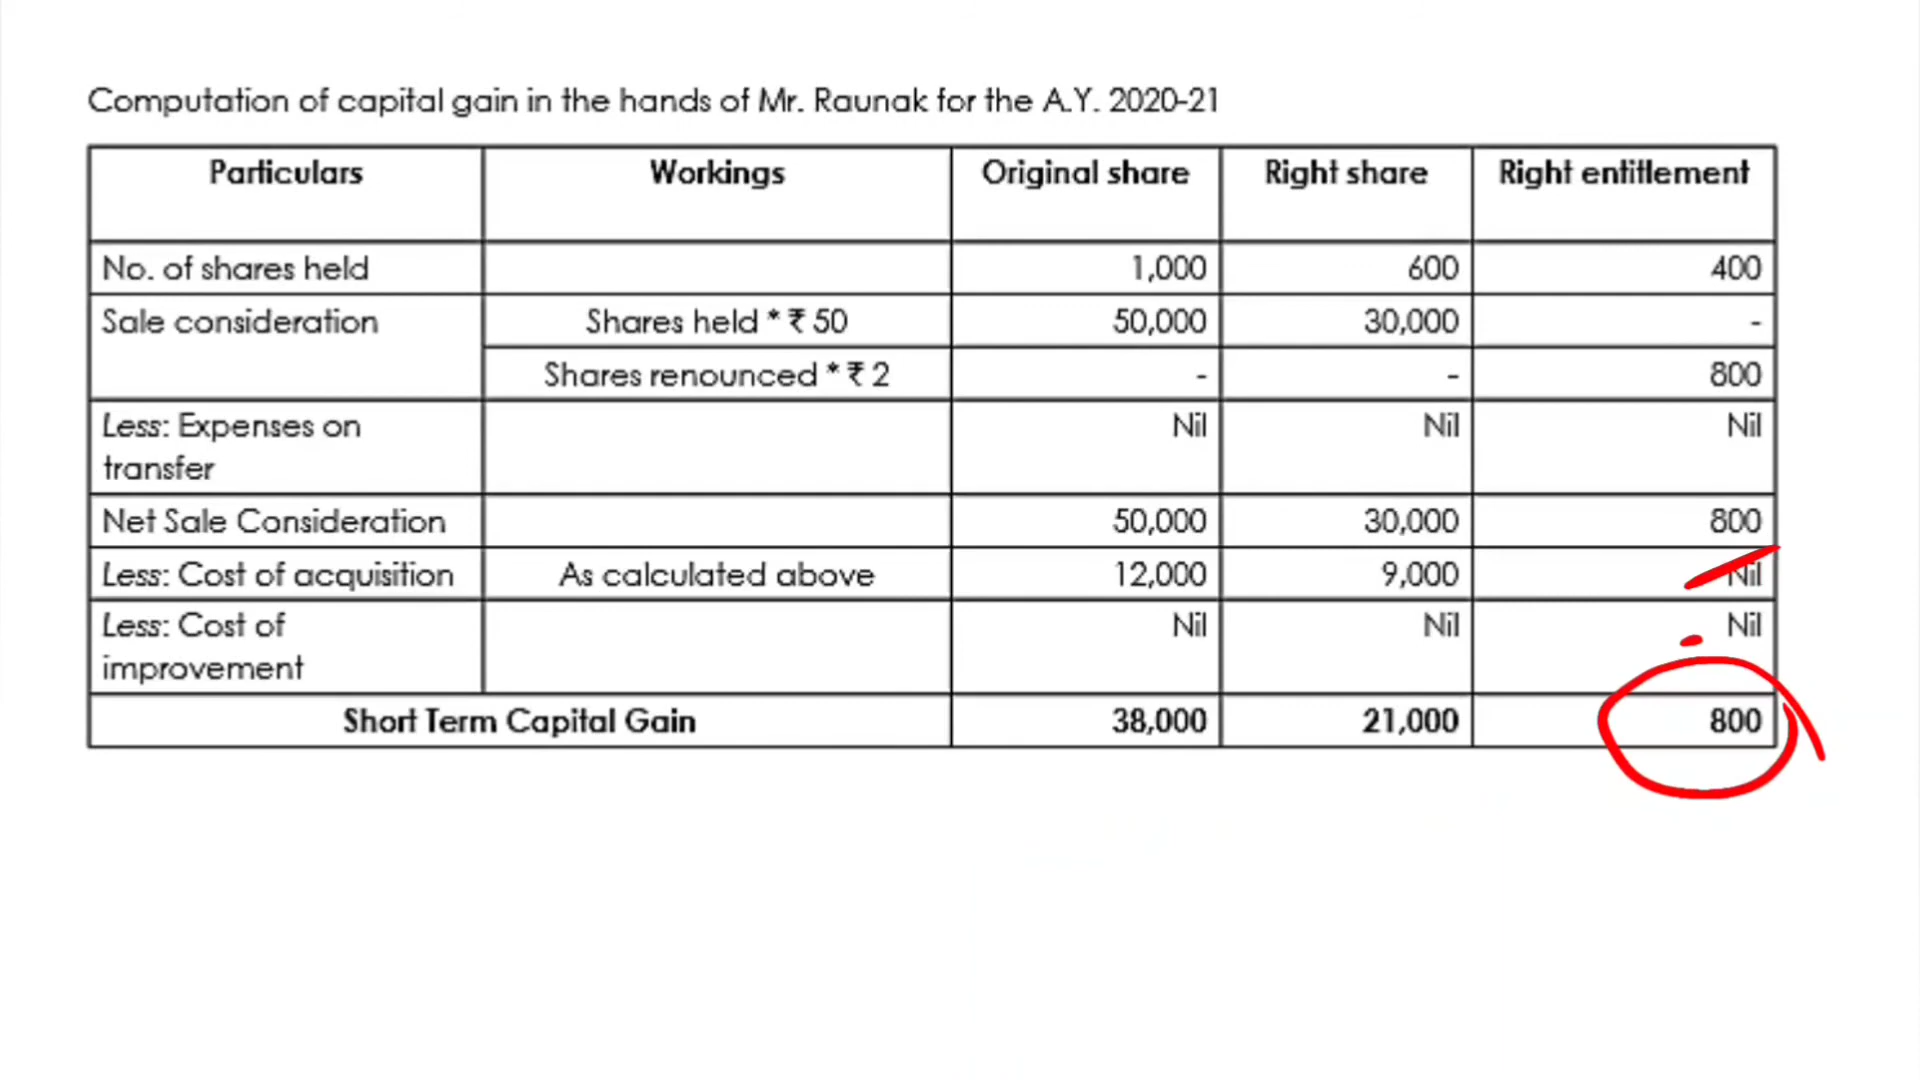 Computation of capital gain in the hands of Mr. Raunak for the A.Y. 2020-21
Particulars Workings Original share Right share Right entitlement
No. of shares held 1,000 600 400
Sale consideration Shares held * ₹ 50 50,000 30,000 -
Shares renounced * ₹ 2 - - 800
Less: Expenses on Nil Nil Nil
transfer
Net Sale Consideration 50,000 30,000 800
Less: Cost of acquisition As calculated above 12,000 9,000 Nil
Less: Cost of Nil Nil Nil
improvement
Short Term Capital Gain 38,000 21,000 800